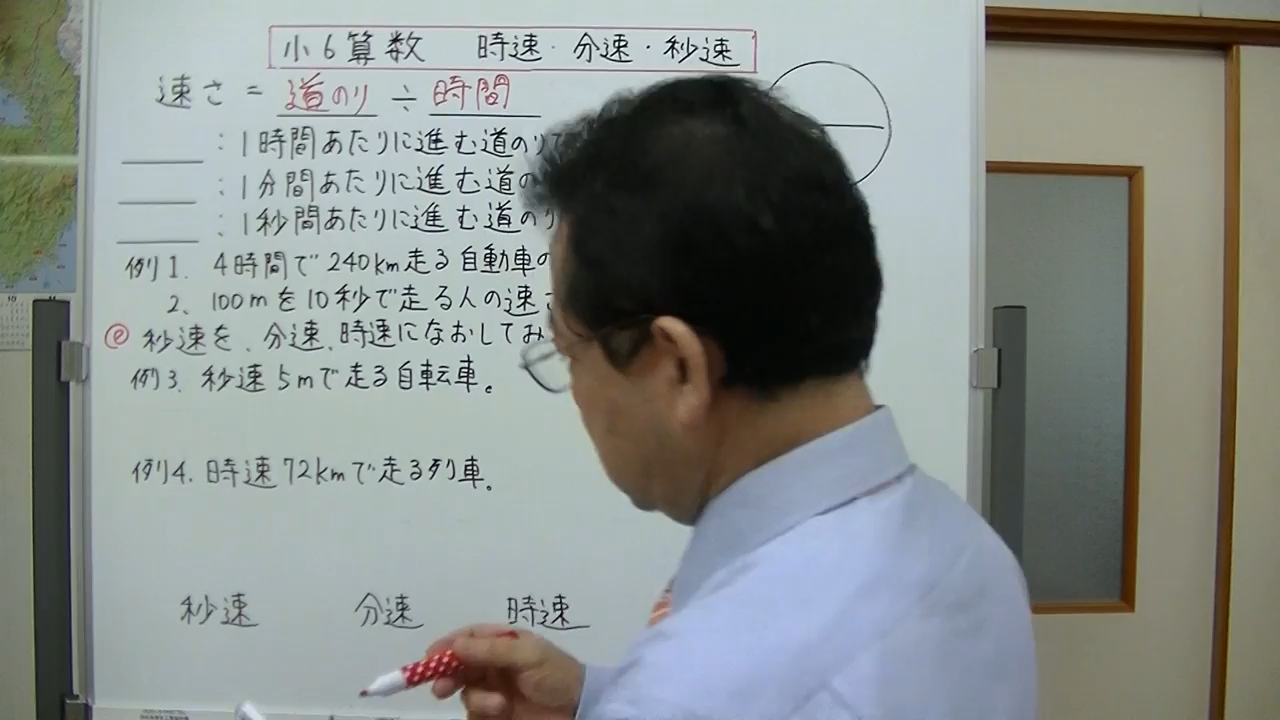 小6算数 時速・分速・秒速
速さ = 道のり ÷ 時間
: 1時間あたりに進む道のり
: 1分間あたりに進む道の
: 1秒間あたりに進む道のり
例1. 4時間で240km走る自動車の
2. 100mを10秒で走る人の速さ
㋹ 秒速を、分速、時速になおしてみ
例3. 秒速5mで走る自転車。
例4. 時速72kmで走る列車。
秒速 分速 時速